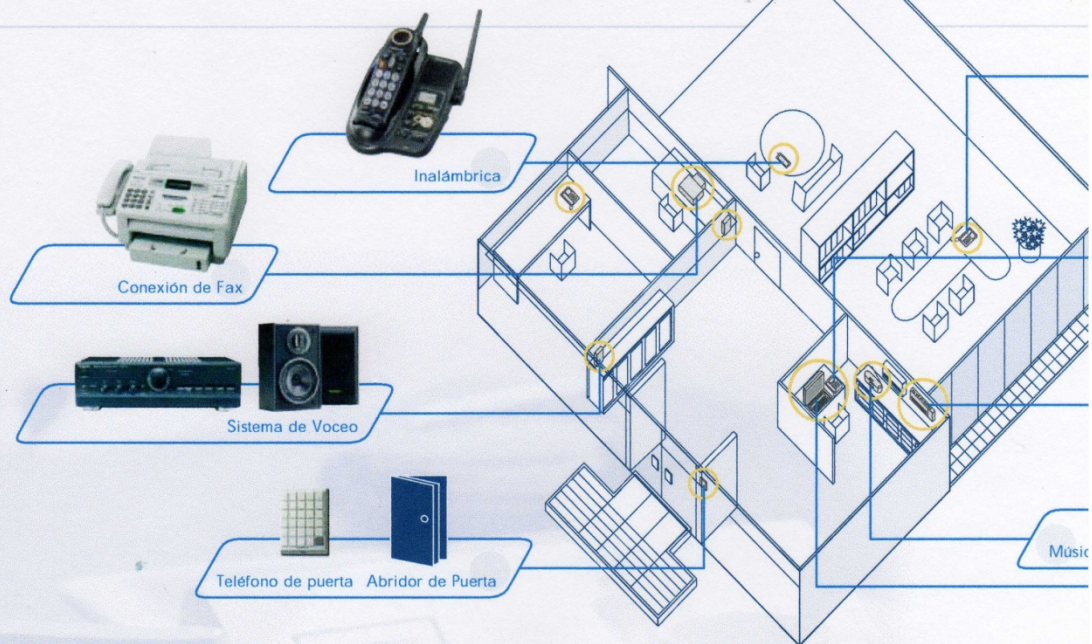 Inalámbrica
Conexión de Fax
Sistema de Voceo
Teléfono de puerta Abridor de Puerta